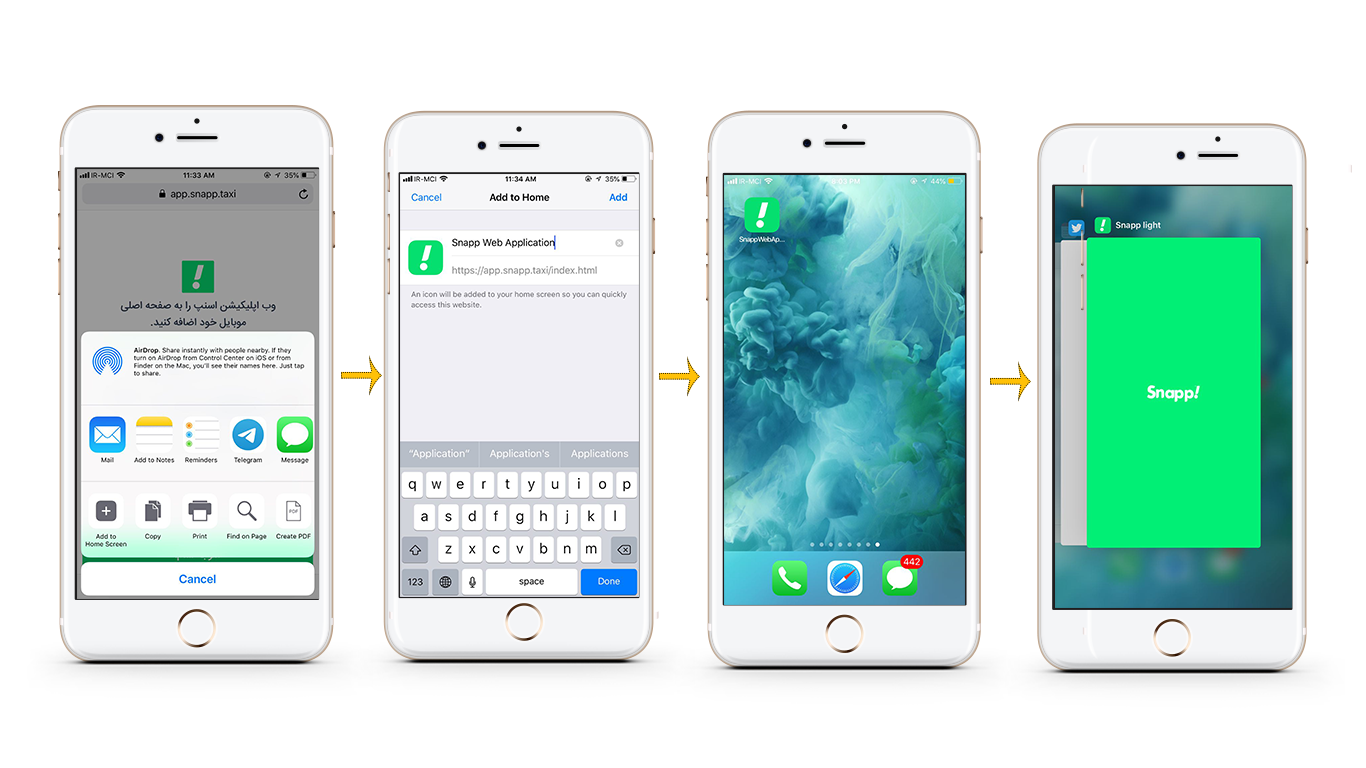 IR-MCI
11:33 AM
35%
app.snapp.taxi
وب اپلیکیشن اسنپ را به صفحه اصلی
موبایل خود اضافه کنید.
AirDrop. Share instantly with people nearby. If they
turn on AirDrop from Control Center on iOS or from
Finder on the Mac, you'll see their names here. Just tap
to share.
Mail
Add to Notes
Reminders
Telegram
Message
PDF
Add to
Home Screen
Copy
Print
Find on Page
Create PDF
Cancel
IR-MCI
11:34 AM
35%
Cancel
Add to Home
Add
Snapp Web Application
https://app.snapp.taxi/index.html
An icon will be added to your home screen so you can quickly
access this website.
"Application"
Application's
Applications
q w e r t y u i o p
a s d f g h j k l
z x c v b n m
123
space
Done
IR-MCI
44%
SnappWebAp...
442
Snapp light
Snapp!